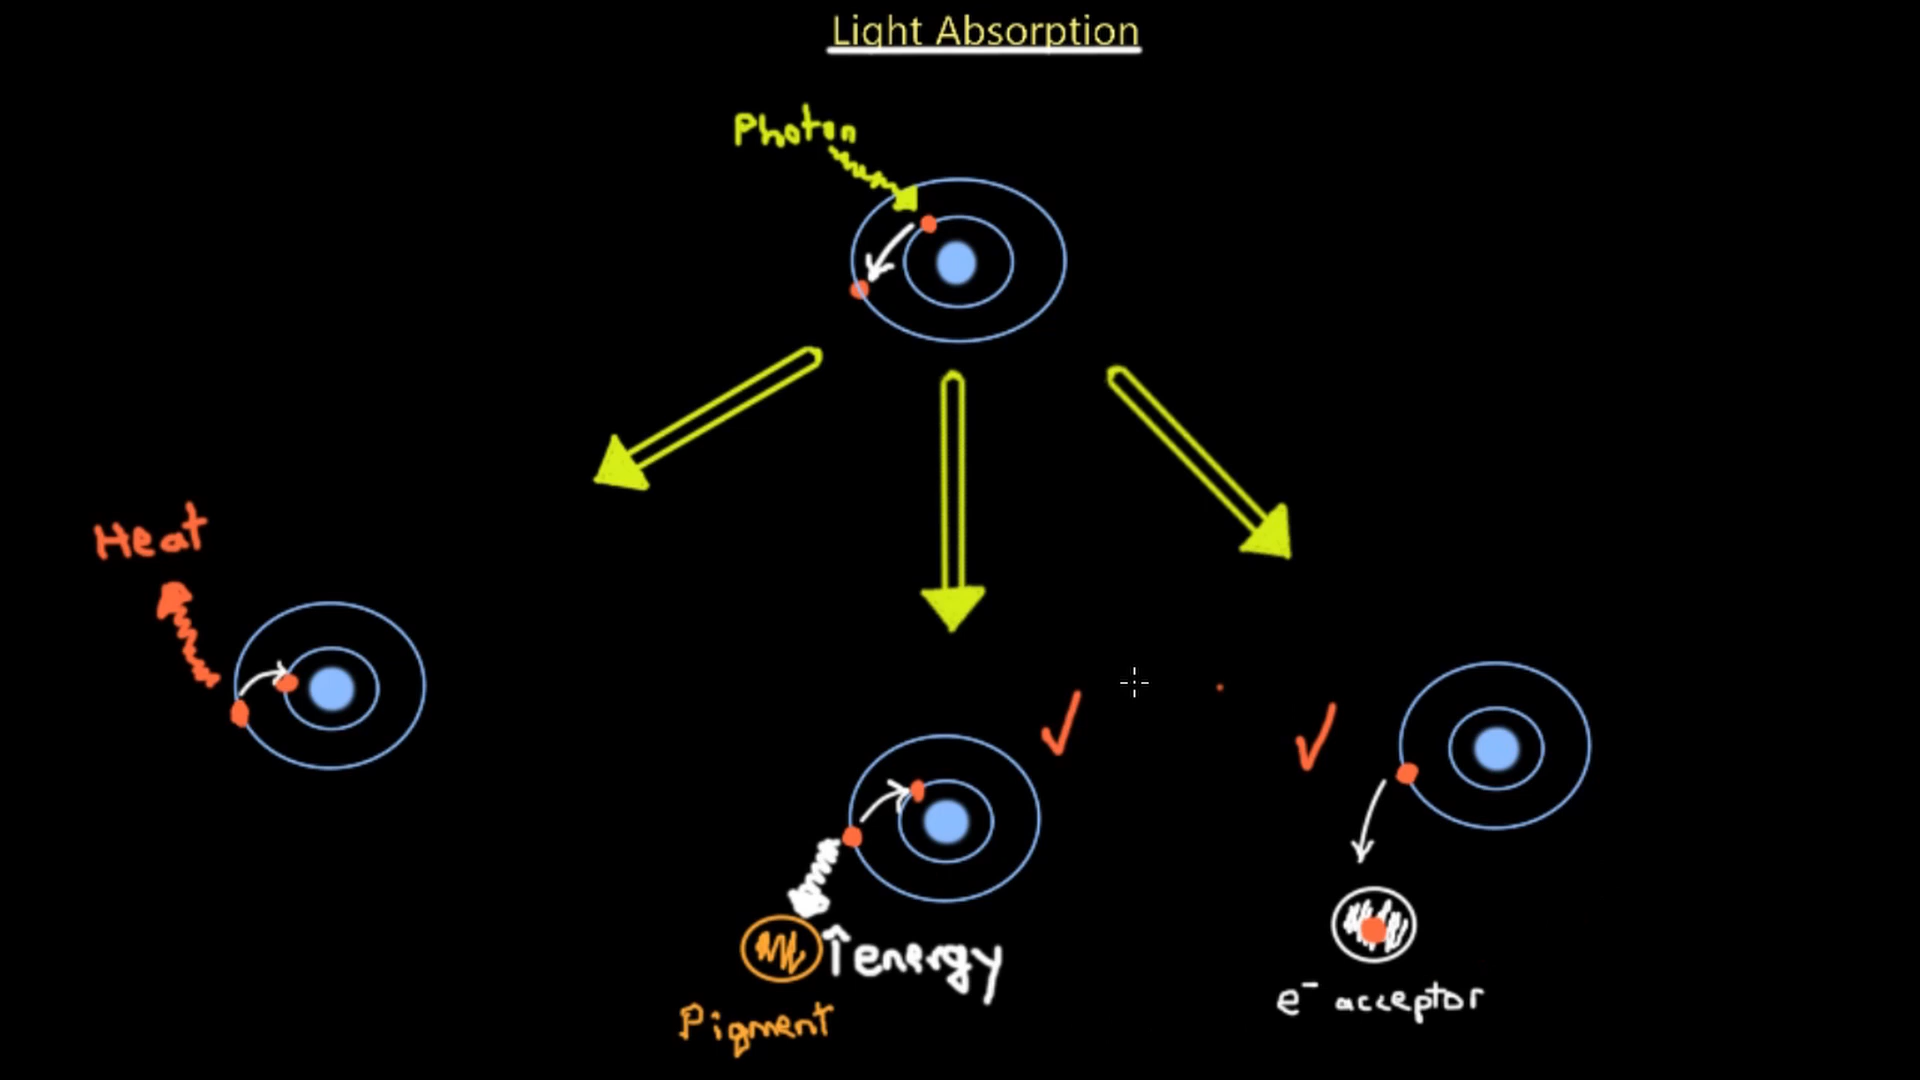 Light Absorption
Photon
Heat
↑energy
Pigment
e⁻ acceptor